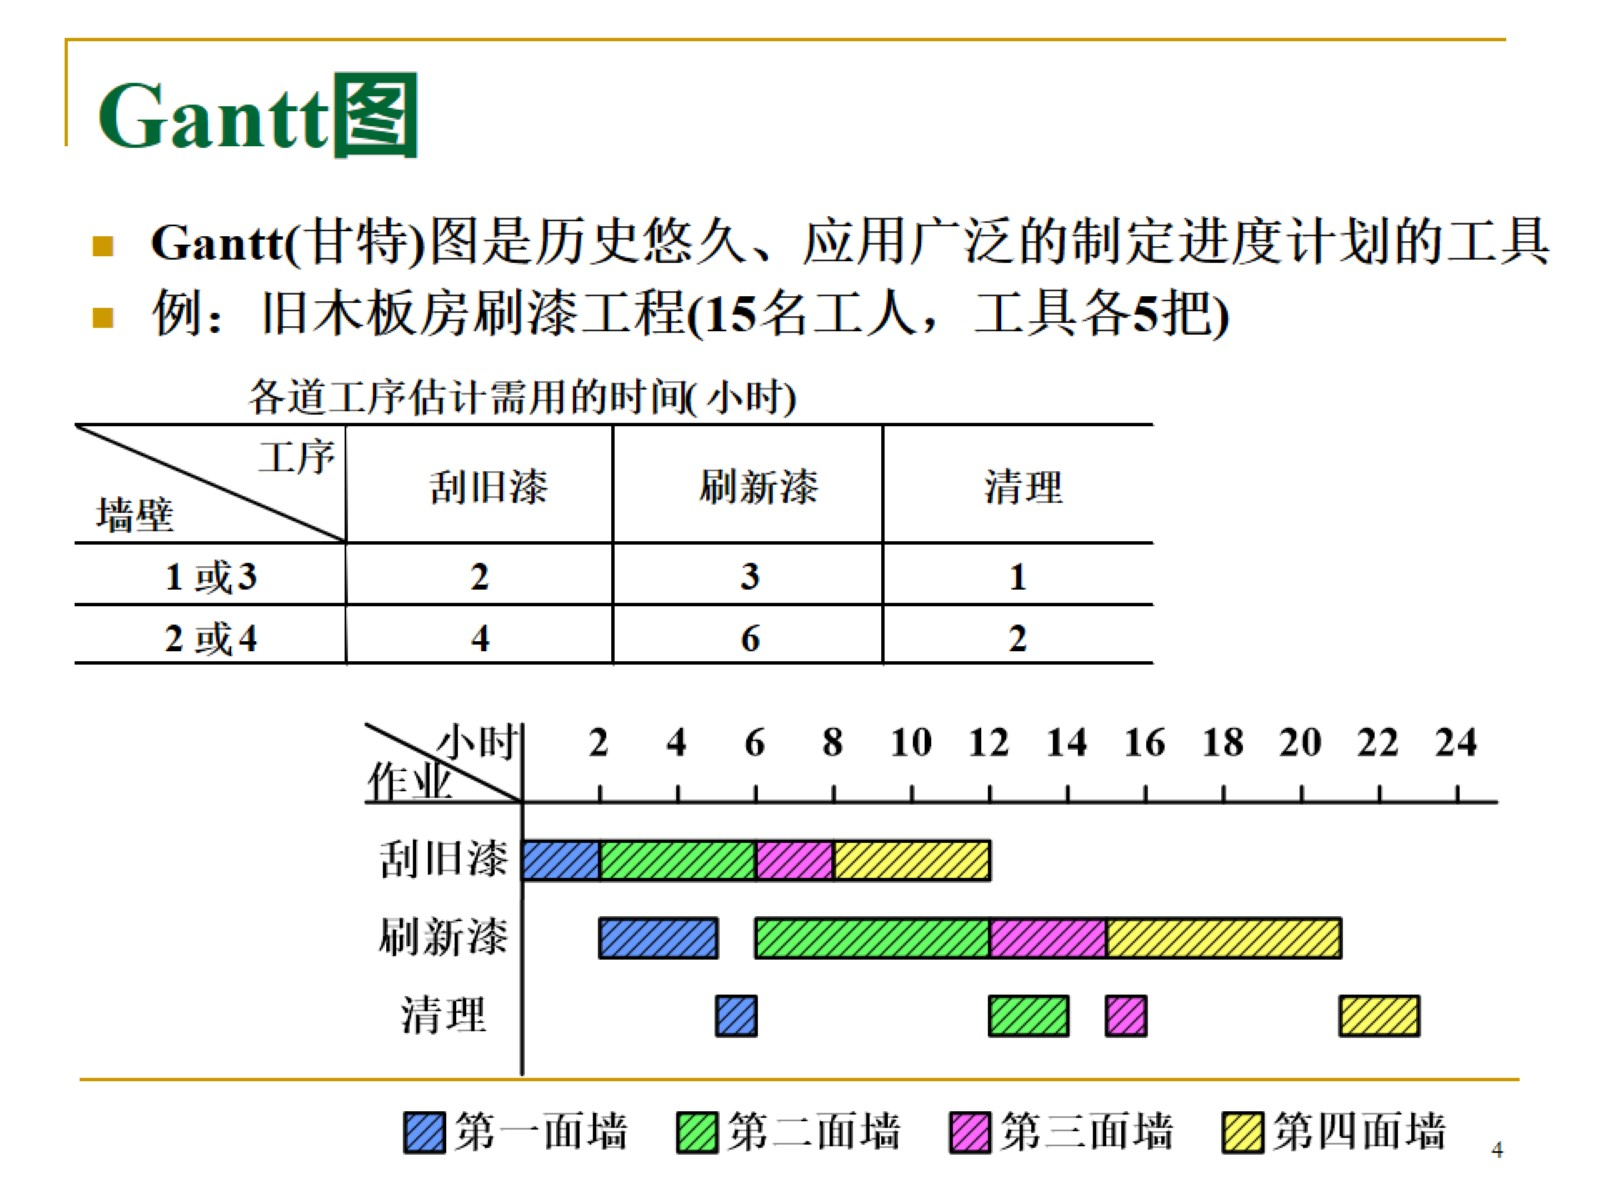 Gantt图
Gantt(甘特)图是历史悠久、应用广泛的制定进度计划的工具
例：旧木板房刷漆工程(15名工人，工具各5把)
各道工序估计需用的时间( 小时)
工序
墙壁
刮旧漆 刷新漆 清理
1 或3 2 3 1
2 或4 4 6 2
小时 2 4 6 8 10 12 14 16 18 20 22 24
作业
刮旧漆
刷新漆
清理
第一面墙 第二面墙 第三面墙 第四面墙
4